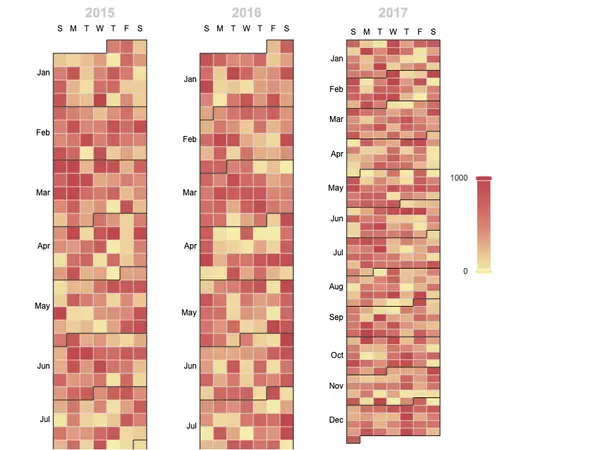 2015
S M T W T F S
Jan
Feb
Mar
Apr
May
Jun
Jul
2016
S M T W T F S
Jan
Feb
Mar
Apr
May
Jun
Jul
2017
S M T W T F S
Jan
Feb
Mar
Apr
May
Jun
Jul
Aug
Sep
Oct
Nov
Dec
1000
0